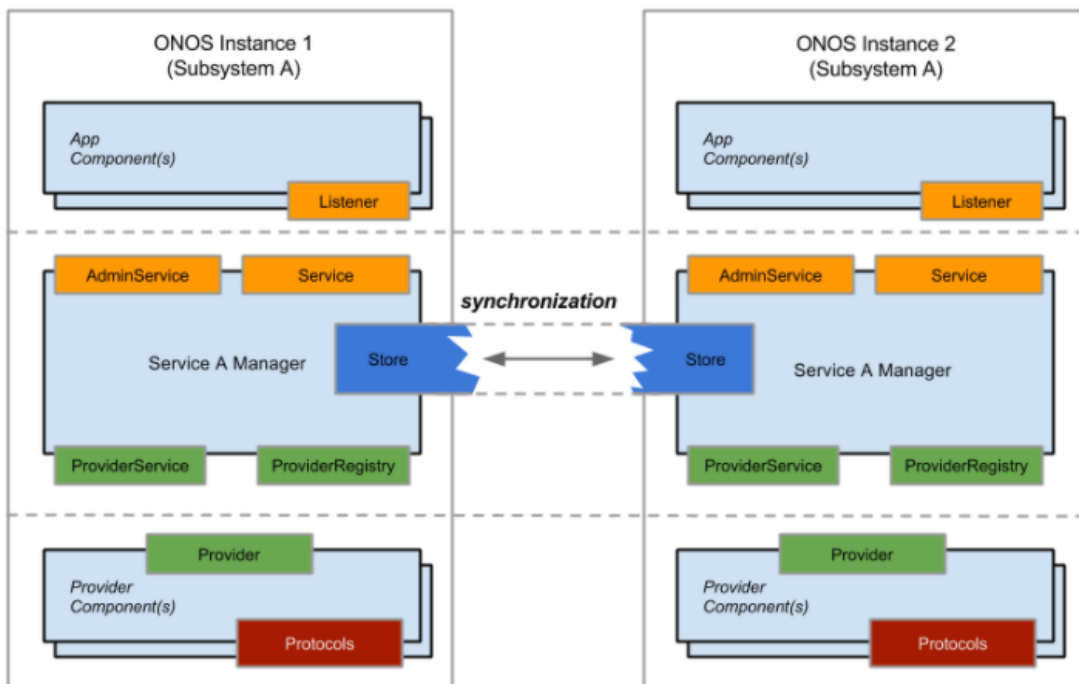 ONOS Instance 1
(Subsystem A)
App
Component(s)
Listener
AdminService
Service
Service A Manager
Store
ProviderService
ProviderRegistry
Provider
Provider
Component(s)
Protocols
synchronization
ONOS Instance 2
(Subsystem A)
App
Component(s)
Listener
AdminService
Service
Store
Service A Manager
ProviderService
ProviderRegistry
Provider
Provider
Component(s)
Protocols